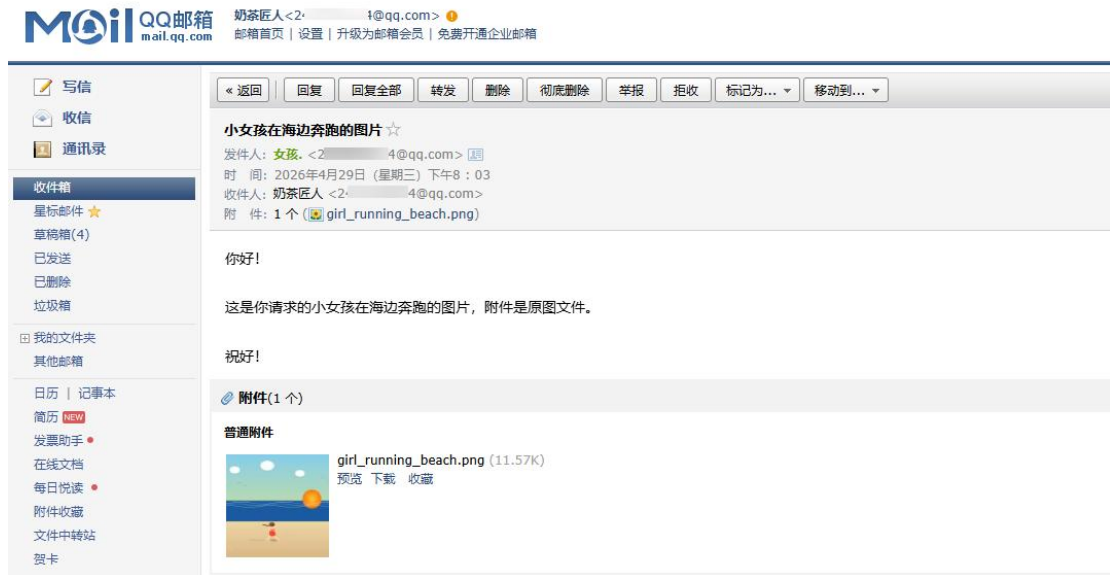 MOil QQ邮箱 mail.qq.com
奶茶匠人<2 4@qq.com>
邮箱首页 | 设置 | 升级为邮箱会员 | 免费开通企业邮箱
写信
收信
通讯录
收件箱
星标邮件
草稿箱(4)
已发送
已删除
垃圾箱
我的文件夹
其他邮箱
日历 | 记事本
简历 NEW
发票助手
在线文档
每日悦读
附件收藏
文件中转站
贺卡
« 返回 回复 回复全部 转发 删除 彻底删除 举报 拒收 标记为... 移动到...
小女孩在海边奔跑的图片
发件人：女孩. <2 4@qq.com>
时 间：2026年4月29日 (星期三) 下午8：03
收件人：奶茶匠人<2 4@qq.com>
附 件：1 个 (girl_running_beach.png)
你好！
这是你请求的小女孩在海边奔跑的图片，附件是原图文件。
祝好！
附件(1 个)
普通附件
girl_running_beach.png (11.57K)
预览 下载 收藏